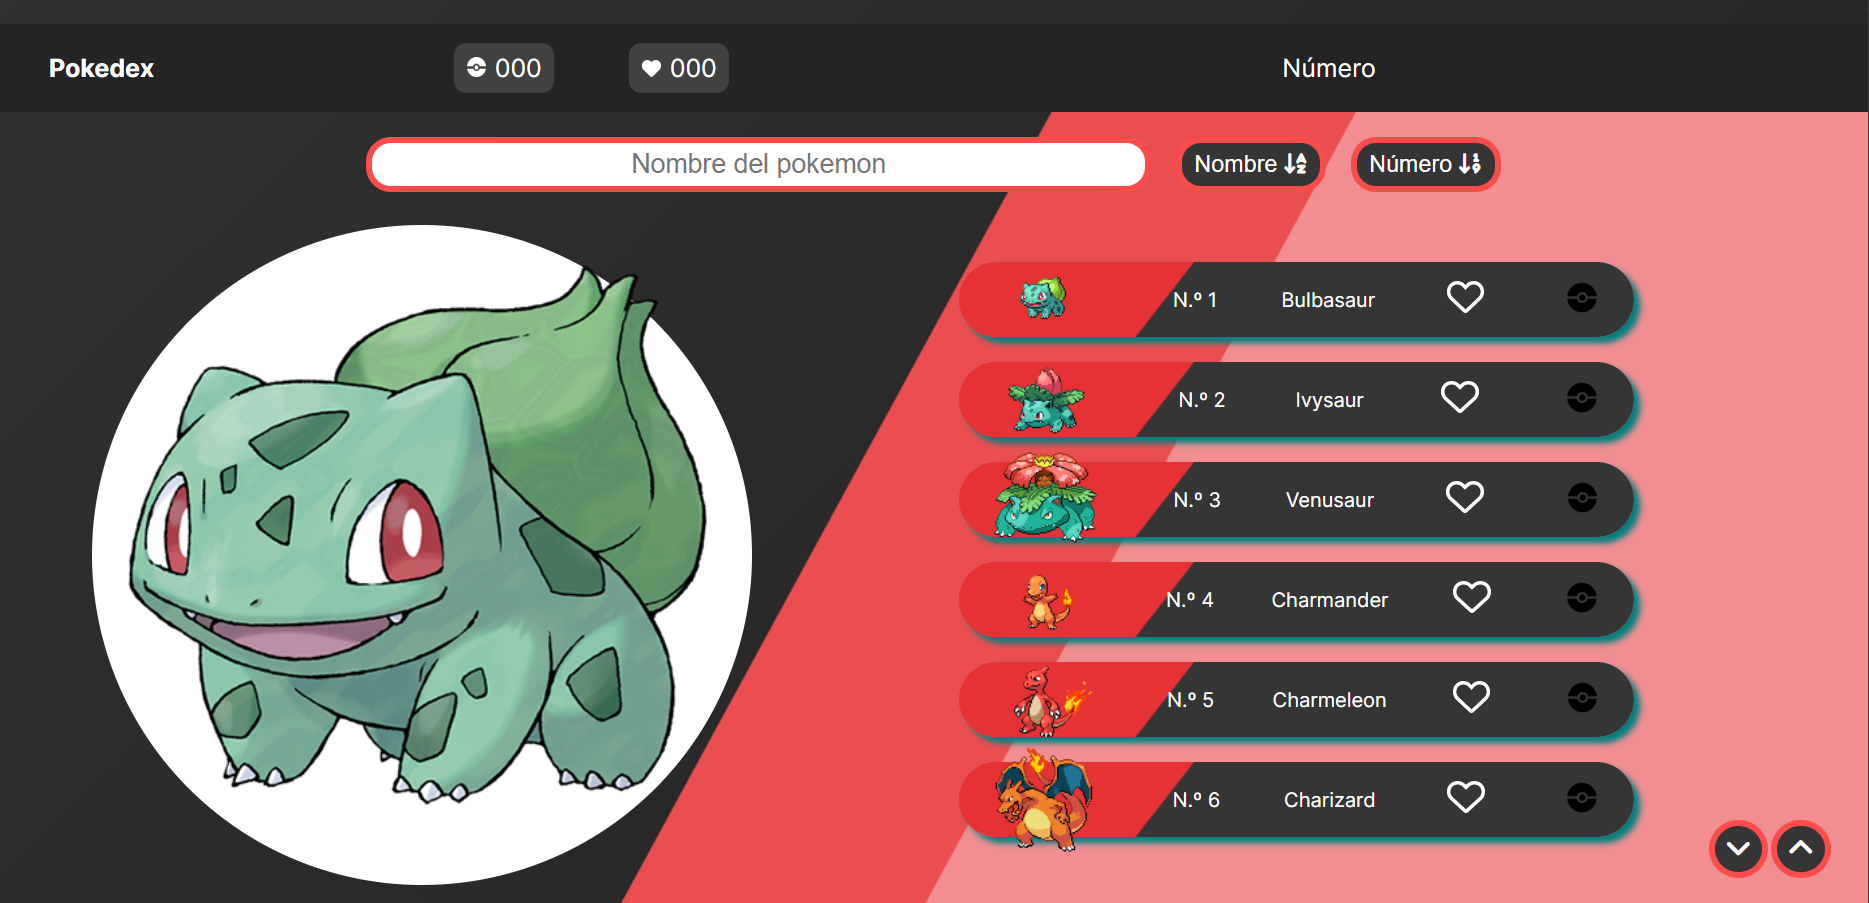 Pokedex 000 000 Número
Nombre del pokemon Nombre Número
N.º 1 Bulbasaur
N.º 2 Ivysaur
N.º 3 Venusaur
N.º 4 Charmander
N.º 5 Charmeleon
N.º 6 Charizard